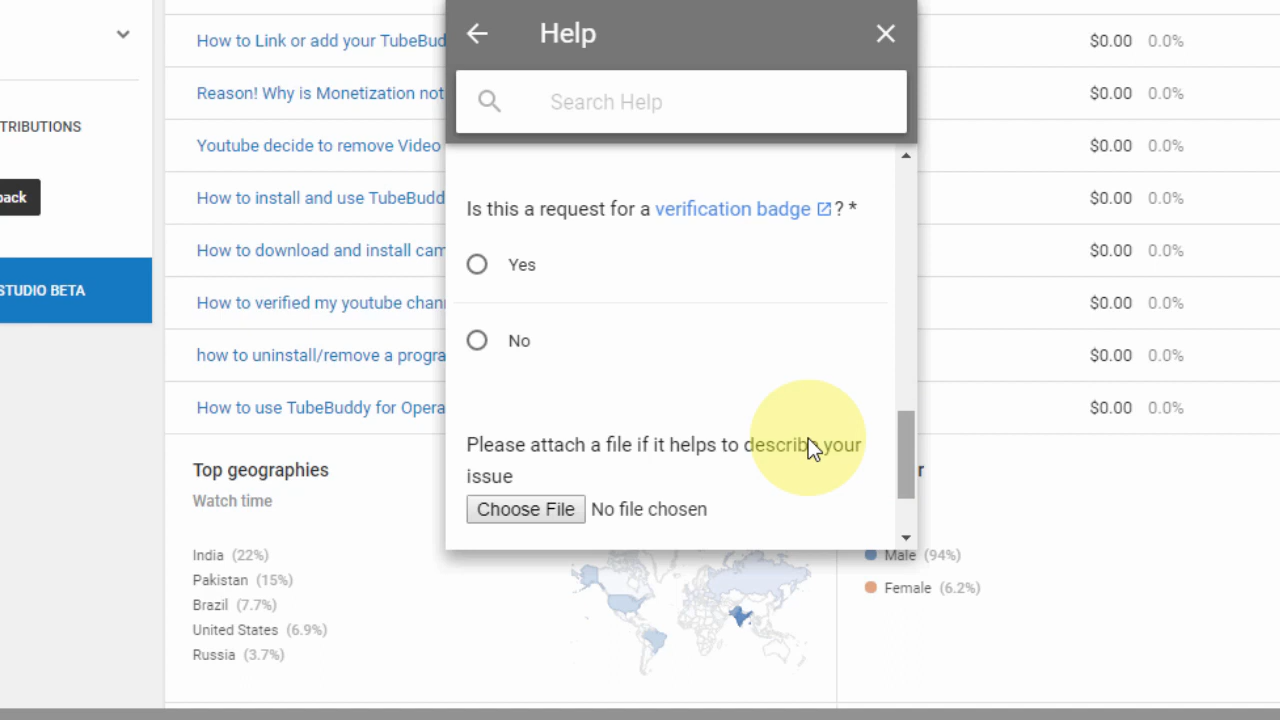 TRIBUTIONS
back
STUDIO BETA
How to Link or add your TubeBud
$0.00 0.0%
Reason! Why is Monetization not
$0.00 0.0%
Youtube decide to remove Video
$0.00 0.0%
How to install and use TubeBudd
$0.00 0.0%
How to download and install cam
$0.00 0.0%
How to verified my youtube chan
$0.00 0.0%
how to uninstall/remove a progra
$0.00 0.0%
How to use TubeBuddy for Opera
$0.00 0.0%
Help
Search Help
Is this a request for a verification badge ? *
Yes
No
Please attach a file if it helps to describe your
issue
Choose File No file chosen
Top geographies
Watch time
India (22%)
Pakistan (15%)
Brazil (7.7%)
United States (6.9%)
Russia (3.7%)
r
Male (94%)
Female (6.2%)